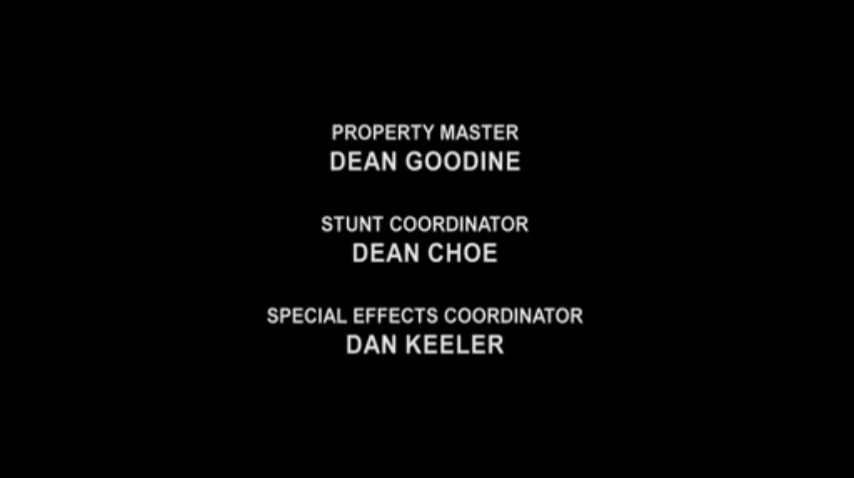 PROPERTY MASTER
DEAN GOODINE
STUNT COORDINATOR
DEAN CHOE
SPECIAL EFFECTS COORDINATOR
DAN KEELER